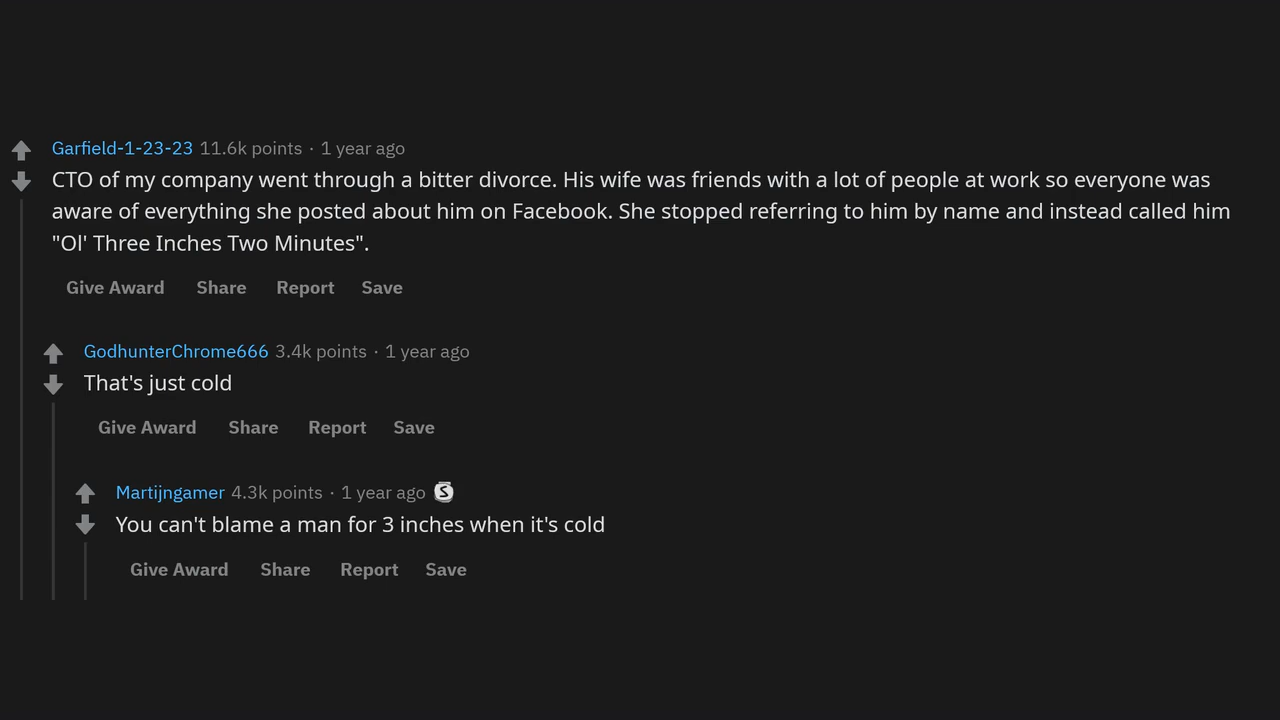 Garfield-1-23-23 11.6k points · 1 year ago
CTO of my company went through a bitter divorce. His wife was friends with a lot of people at work so everyone was
aware of everything she posted about him on Facebook. She stopped referring to him by name and instead called him
"Ol' Three Inches Two Minutes".
Give Award Share Report Save
GodhunterChrome666 3.4k points · 1 year ago
That's just cold
Give Award Share Report Save
Martijngamer 4.3k points · 1 year ago S
You can't blame a man for 3 inches when it's cold
Give Award Share Report Save